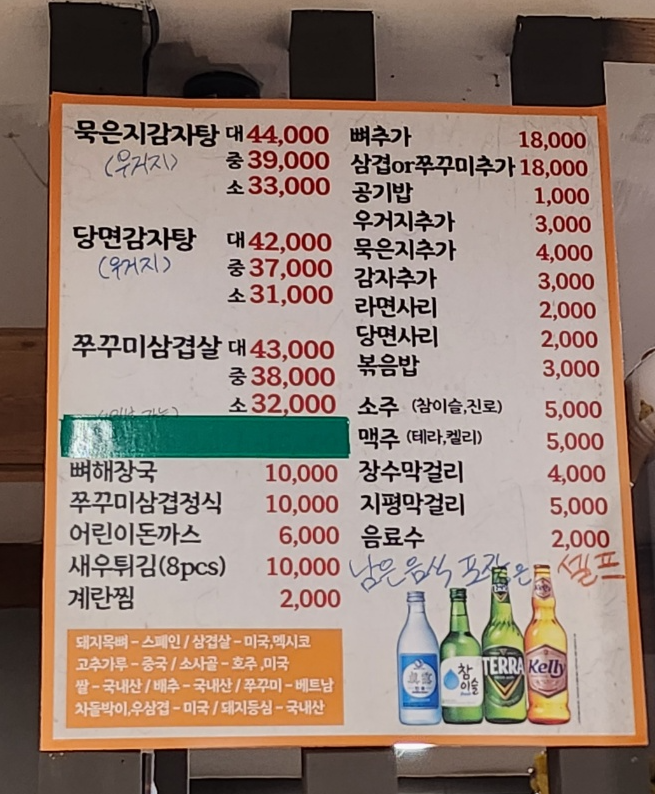 묵은지감자탕 대 44,000
(우거지) 중 39,000
소 33,000
당면감자탕 대 42,000
(우거지) 중 37,000
소 31,000
쭈꾸미삼겹살 대 43,000
중 38,000
소 32,000
뼈해장국 10,000
쭈꾸미삼겹정식 10,000
어린이돈까스 6,000
새우튀김(8pcs) 10,000
계란찜 2,000
돼지목뼈 - 스페인 / 삼겹살 - 미국,멕시코
고추가루 - 중국 / 소사골 - 호주 ,미국
쌀 - 국내산 / 배추 - 국내산 / 쭈꾸미 - 베트남
차돌박이,우삼겹 - 미국 / 돼지등심 - 국내산
뼈추가 18,000
삼겹or쭈꾸미추가 18,000
공기밥 1,000
우거지추가 3,000
묵은지추가 4,000
감자추가 3,000
라면사리 2,000
당면사리 2,000
볶음밥 3,000
소주 (참이슬,진로) 5,000
맥주 (테라,켈리) 5,000
장수막걸리 4,000
지평막걸리 5,000
음료수 2,000
남은음식 포장은 셀프
참이슬
TERRA
Kelly